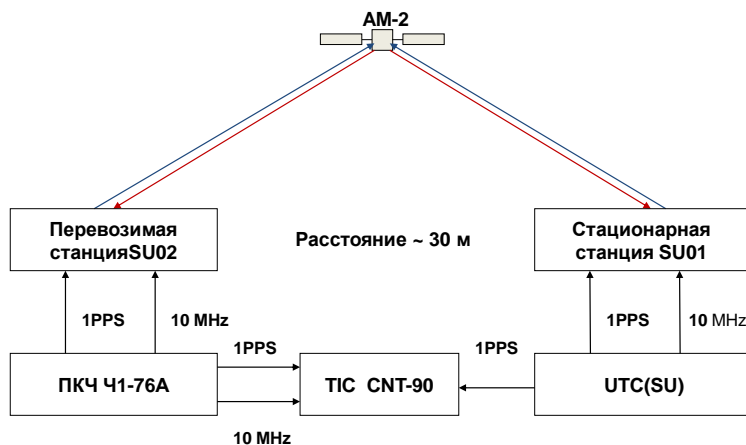 АМ-2
Перевозимая
станцияSU02
Расстояние ~ 30 м
Стационарная
станция SU01
1PPS
10 MHz
1PPS
10 MHz
1PPS
1PPS
ПКЧ Ч1-76А
TIC CNT-90
UTC(SU)
10 MHz